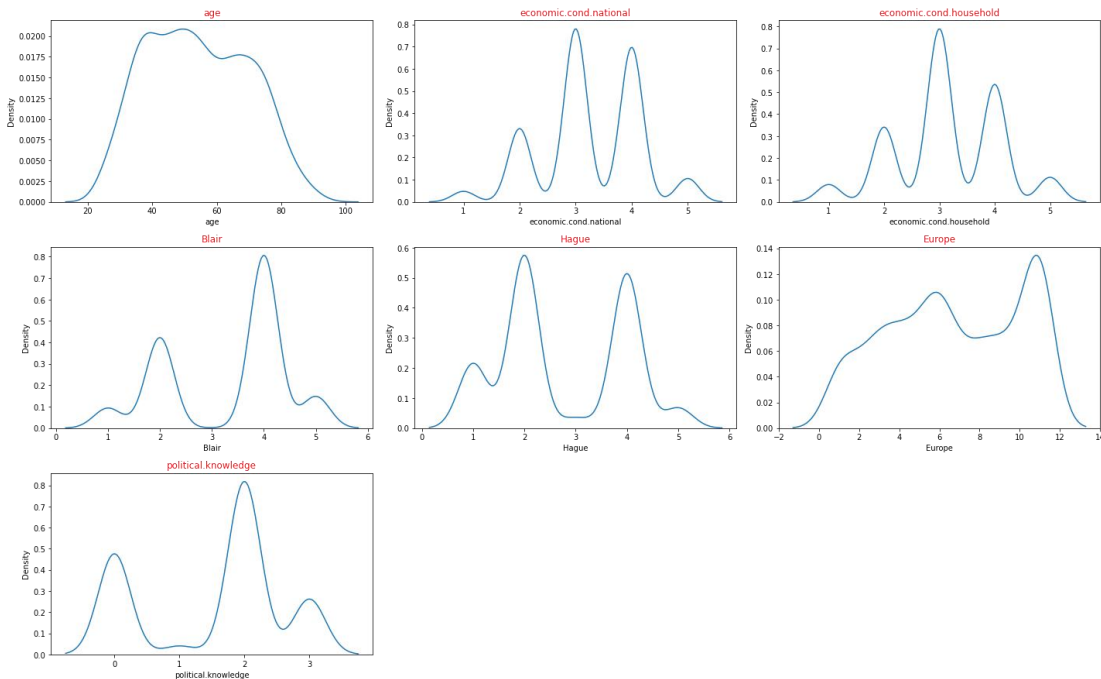 age
0.0200
0.0175
0.0150
0.0125
0.0100
0.0075
0.0050
0.0025
0.0000
Density
20 40 60 80 100
age
economic.cond.national
0.8
0.7
0.6
0.5
0.4
0.3
0.2
0.1
0.0
Density
1 2 3 4 5
economic.cond.national
economic.cond.household
0.8
0.7
0.6
0.5
0.4
0.3
0.2
0.1
0.0
Density
1 2 3 4 5
economic.cond.household
Blair
0.8
0.7
0.6
0.5
0.4
0.3
0.2
0.1
0.0
Density
0 1 2 3 4 5 6
Blair
Hague
0.6
0.5
0.4
0.3
0.2
0.1
0.0
Density
0 1 2 3 4 5 6
Hague
Europe
0.14
0.12
0.10
0.08
0.06
0.04
0.02
0.00
Density
−2 0 2 4 6 8 10 12 14
Europe
political.knowledge
0.8
0.7
0.6
0.5
0.4
0.3
0.2
0.1
0.0
Density
0 1 2 3
political.knowledge